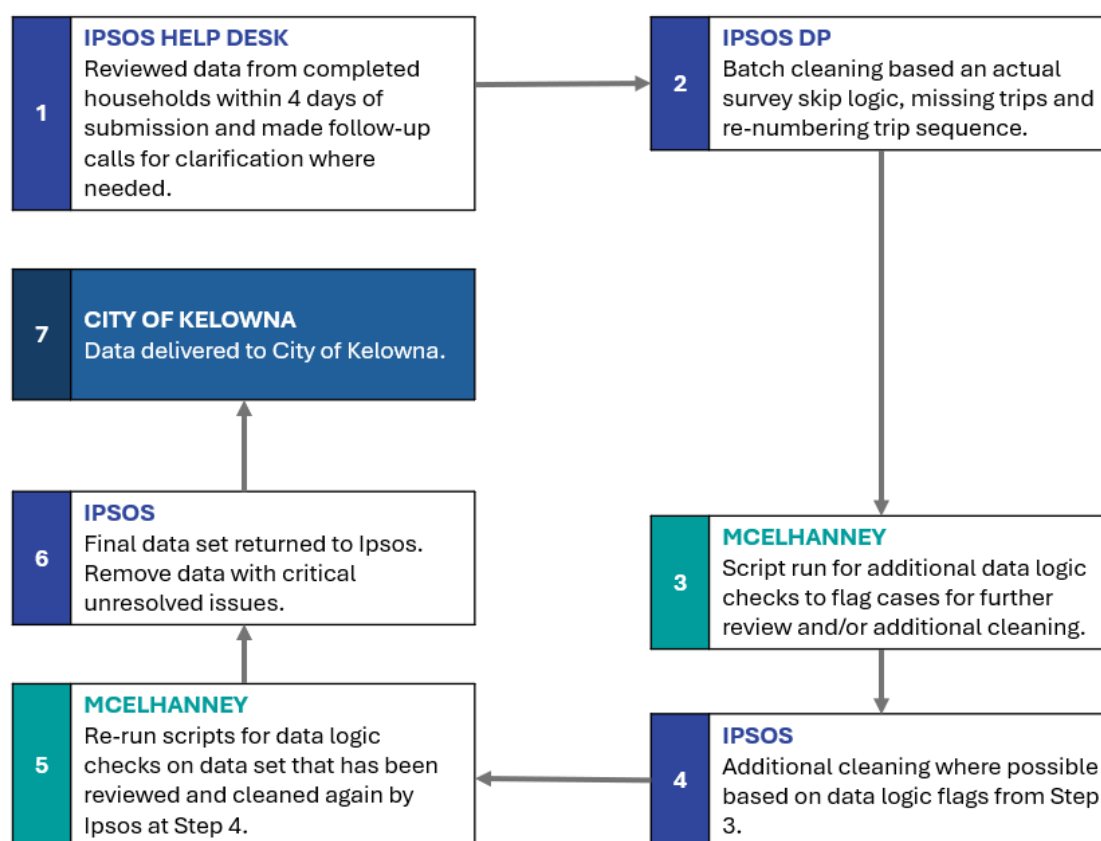 1
IPSOS HELP DESK
Reviewed data from completed
households within 4 days of
submission and made follow-up
calls for clarification where
needed.
2
IPSOS DP
Batch cleaning based an actual
survey skip logic, missing trips and
re-numbering trip sequence.
3
MCELHANNEY
Script run for additional data logic
checks to flag cases for further
review and/or additional cleaning.
4
IPSOS
Additional cleaning where possible
based on data logic flags from Step
3.
5
MCELHANNEY
Re-run scripts for data logic
checks on data set that has been
reviewed and cleaned again by
Ipsos at Step 4.
6
IPSOS
Final data set returned to Ipsos.
Remove data with critical
unresolved issues.
7
CITY OF KELOWNA
Data delivered to City of Kelowna.